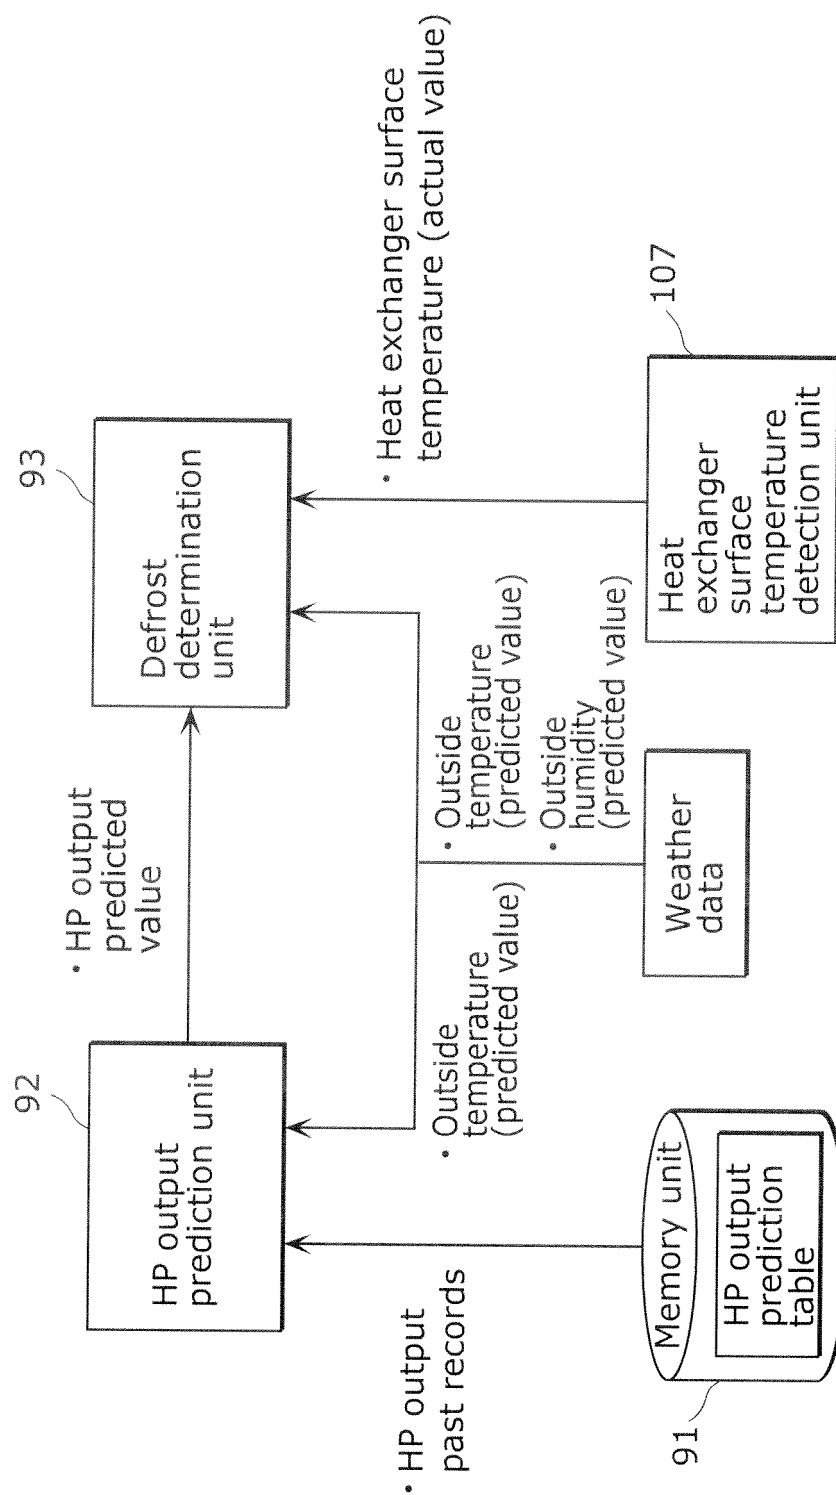 92
HP output
prediction unit
• HP output
predicted
value
93
Defrost
determination
unit
• HP output
past records
• Outside
temperature
(predicted value)
• Outside
temperature
(predicted value)
• Outside
humidity
(predicted value)
• Heat exchanger surface
temperature (actual value)
91
Memory unit
HP output
prediction
table
Weather
data
107
Heat
exchanger
surface
temperature
detection unit